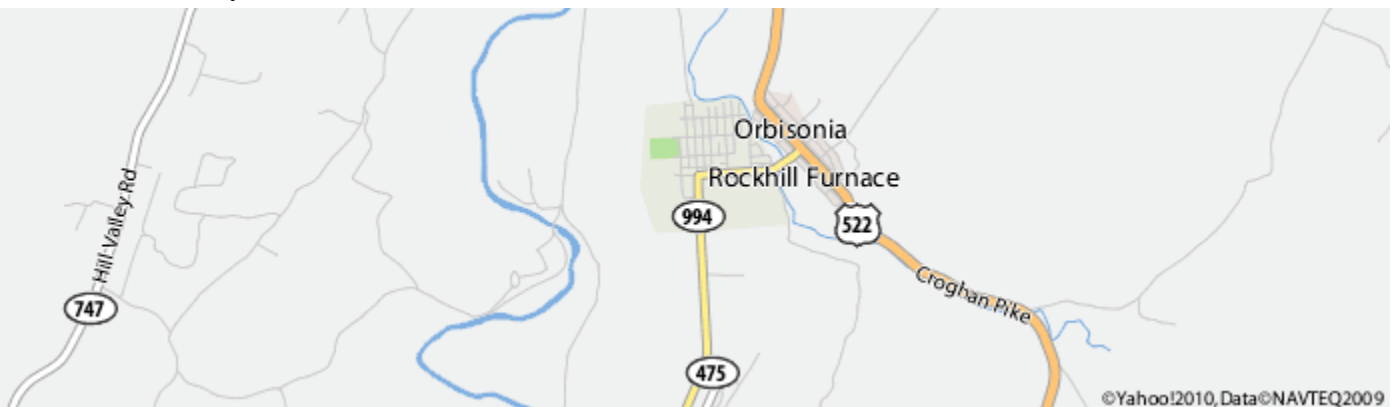 Orbisonia
Rockhill Furnace
Hill Valley Rd
994
522
Croghan Pike
747
475
©Yahoo!2010,Data©NAVTEQ2009